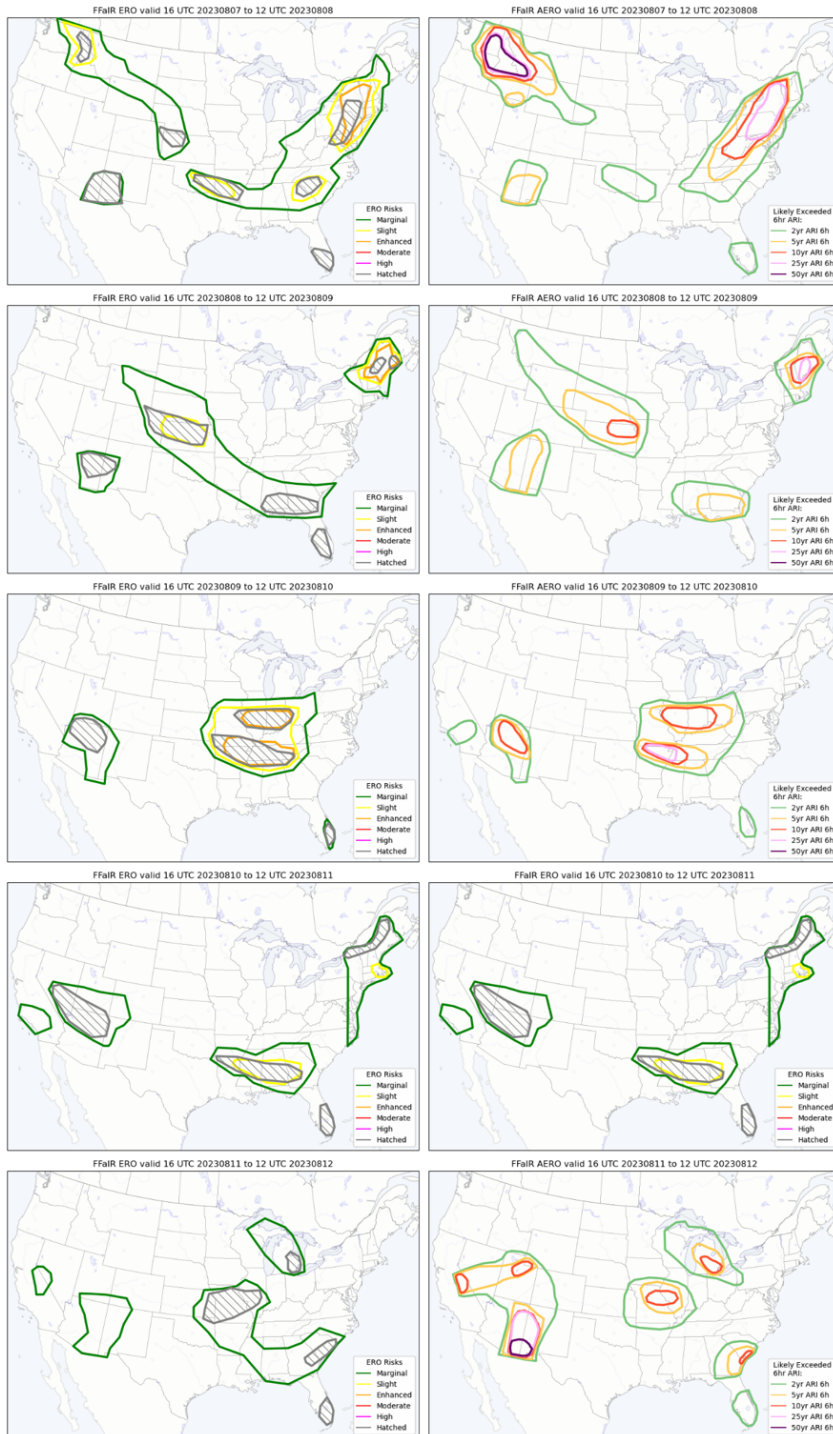 FFaIR ERO valid 16 UTC 20230807 to 12 UTC 20230808
ERO Risks
Marginal
Slight
Enhanced
Moderate
High
Hatched
FFaIR AERO valid 16 UTC 20230807 to 12 UTC 20230808
Likely Exceeded
6hr ARI:
2yr ARI 6h
5yr ARI 6h
10yr ARI 6h
25yr ARI 6h
50yr ARI 6h
FFaIR ERO valid 16 UTC 20230808 to 12 UTC 20230809
ERO Risks
Marginal
Slight
Enhanced
Moderate
High
Hatched
FFaIR AERO valid 16 UTC 20230808 to 12 UTC 20230809
Likely Exceeded
6hr ARI:
2yr ARI 6h
5yr ARI 6h
10yr ARI 6h
25yr ARI 6h
50yr ARI 6h
FFaIR ERO valid 16 UTC 20230809 to 12 UTC 20230810
ERO Risks
Marginal
Slight
Enhanced
Moderate
High
Hatched
FFaIR AERO valid 16 UTC 20230809 to 12 UTC 20230810
Likely Exceeded
6hr ARI:
2yr ARI 6h
5yr ARI 6h
10yr ARI 6h
25yr ARI 6h
50yr ARI 6h
FFaIR ERO valid 16 UTC 20230810 to 12 UTC 20230811
ERO Risks
Marginal
Slight
Enhanced
Moderate
High
Hatched
FFaIR ERO valid 16 UTC 20230810 to 12 UTC 20230811
ERO Risks
Marginal
Slight
Enhanced
Moderate
High
Hatched
FFaIR ERO valid 16 UTC 20230811 to 12 UTC 20230812
ERO Risks
Marginal
Slight
Enhanced
Moderate
High
Hatched
FFaIR AERO valid 16 UTC 20230811 to 12 UTC 20230812
Likely Exceeded
6hr ARI:
2yr ARI 6h
5yr ARI 6h
10yr ARI 6h
25yr ARI 6h
50yr ARI 6h